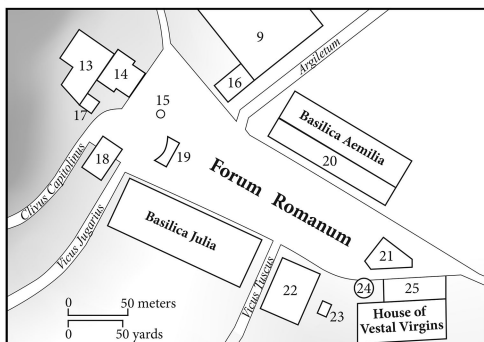 9
13
14
16
Argiletum
15
17
Basilica
Aemilia
20
18
19
Clivus Capitolinus
Forum Romanum
Vicus Jugarius
Basilica Julia
21
Vicus Tuscus
22
24
25
23
House of
Vestal Virgins
0 50 meters
0 50 yards